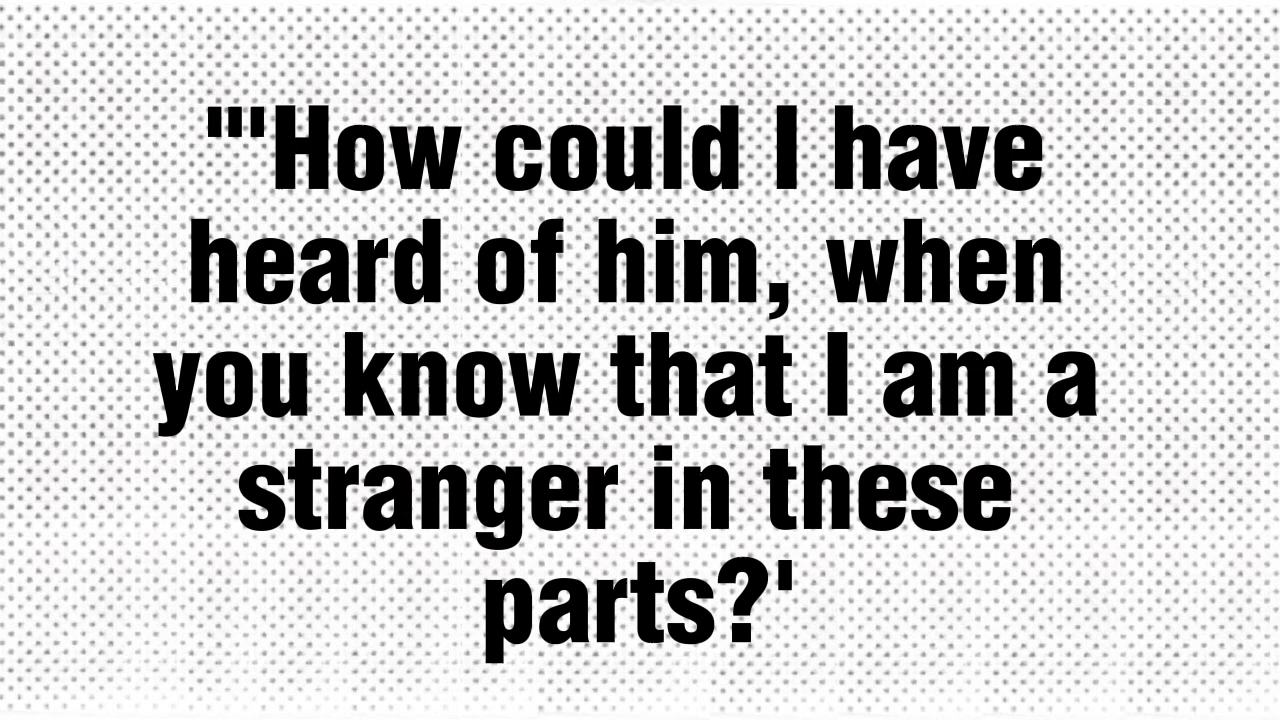 "'How could I have
heard of him, when
you know that I am a
stranger in these
parts?'